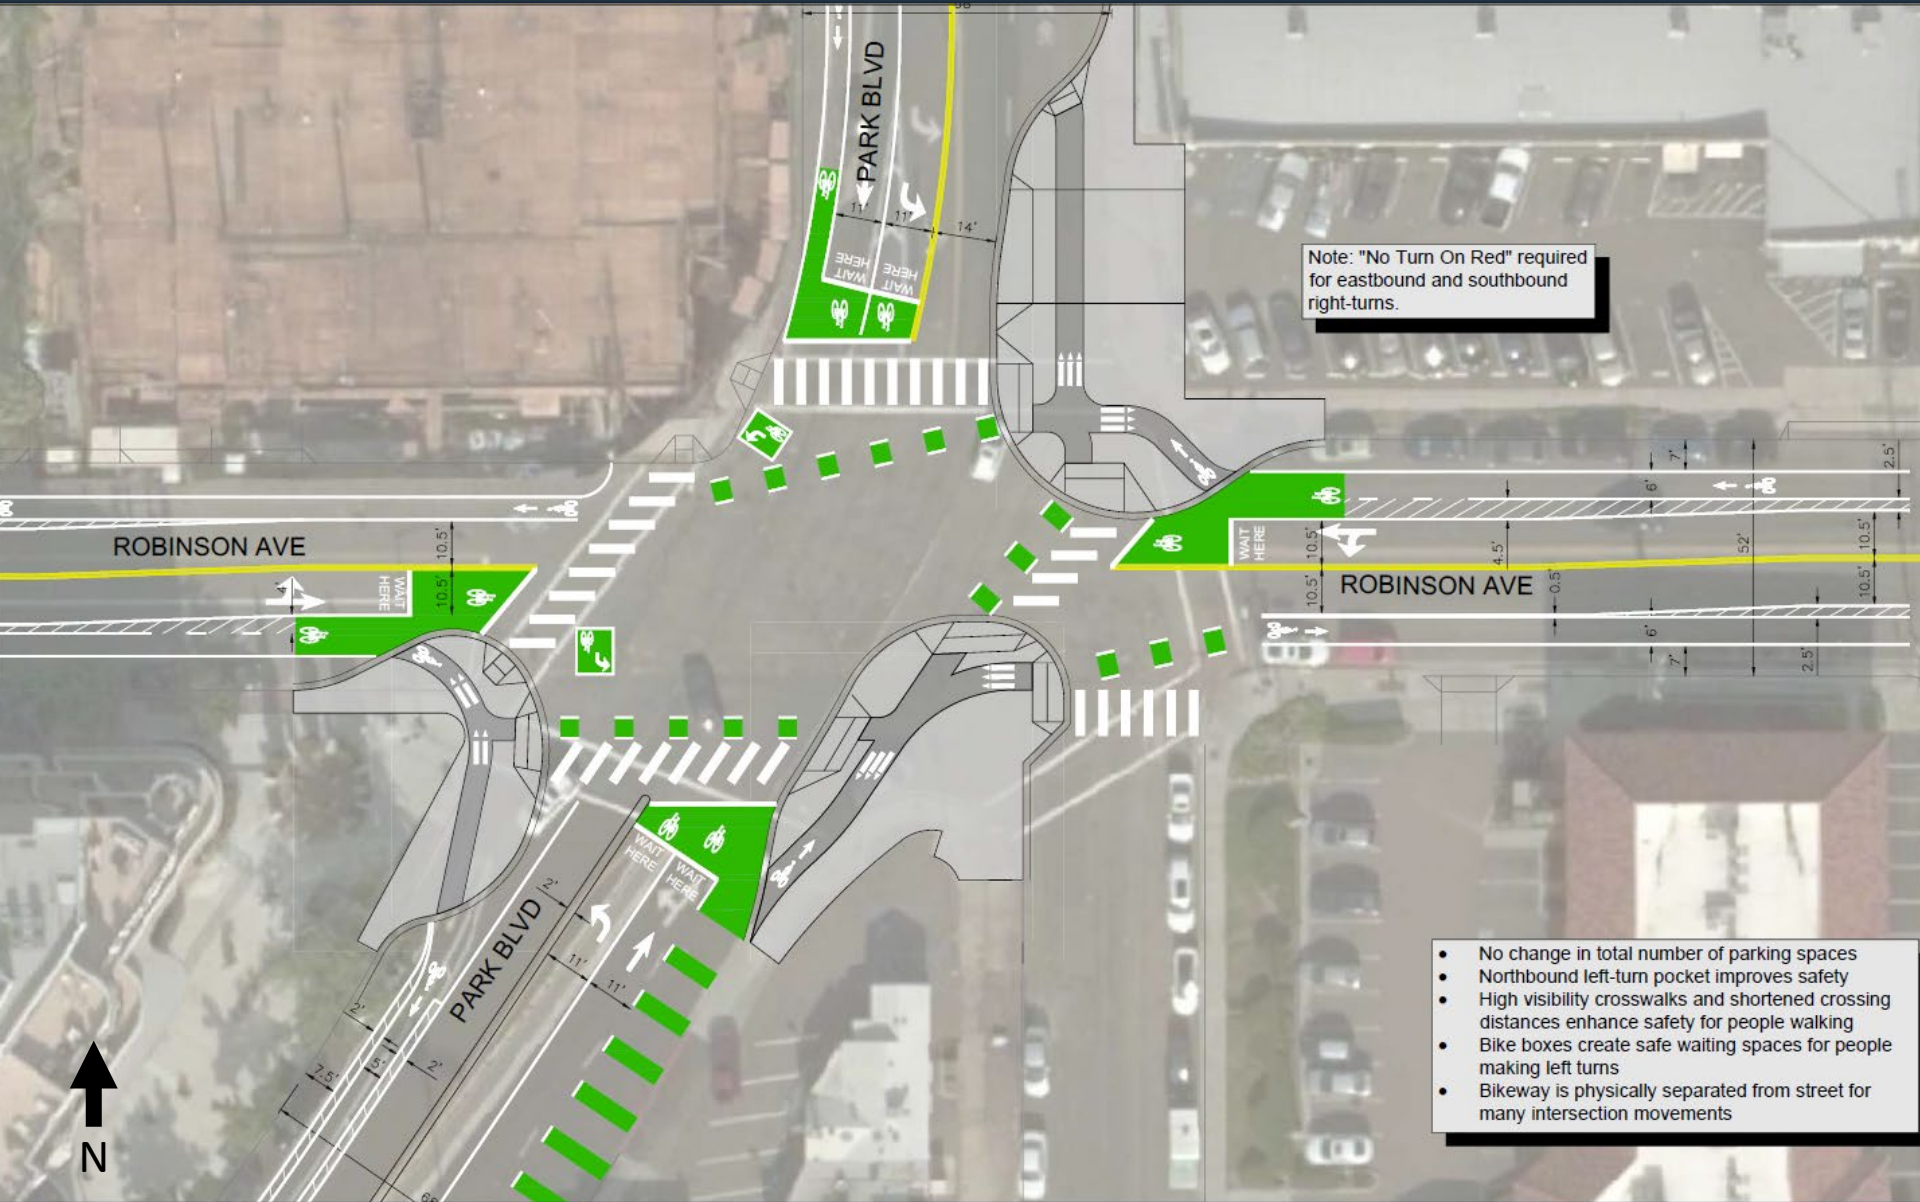 68'
PARK BLVD
11'
11'
14'
WAIT
HERE
WAIT
HERE
Note: "No Turn On Red" required
for eastbound and southbound
right-turns.
ROBINSON AVE
10.5'
10.5'
4'
WAIT
HERE
WAIT
HERE
10.5'
10.5'
4.5'
0.5'
6'
7'
6'
7'
52'
2.5'
2.5'
10.5'
10.5'
ROBINSON AVE
WAIT
HERE
WAIT
HERE
PARK BLVD
2'
11'
11'
2'
5'
2'
7.5'
N
• No change in total number of parking spaces
• Northbound left-turn pocket improves safety
• High visibility crosswalks and shortened crossing
distances enhance safety for people walking
• Bike boxes create safe waiting spaces for people
making left turns
• Bikeway is physically separated from street for
many intersection movements